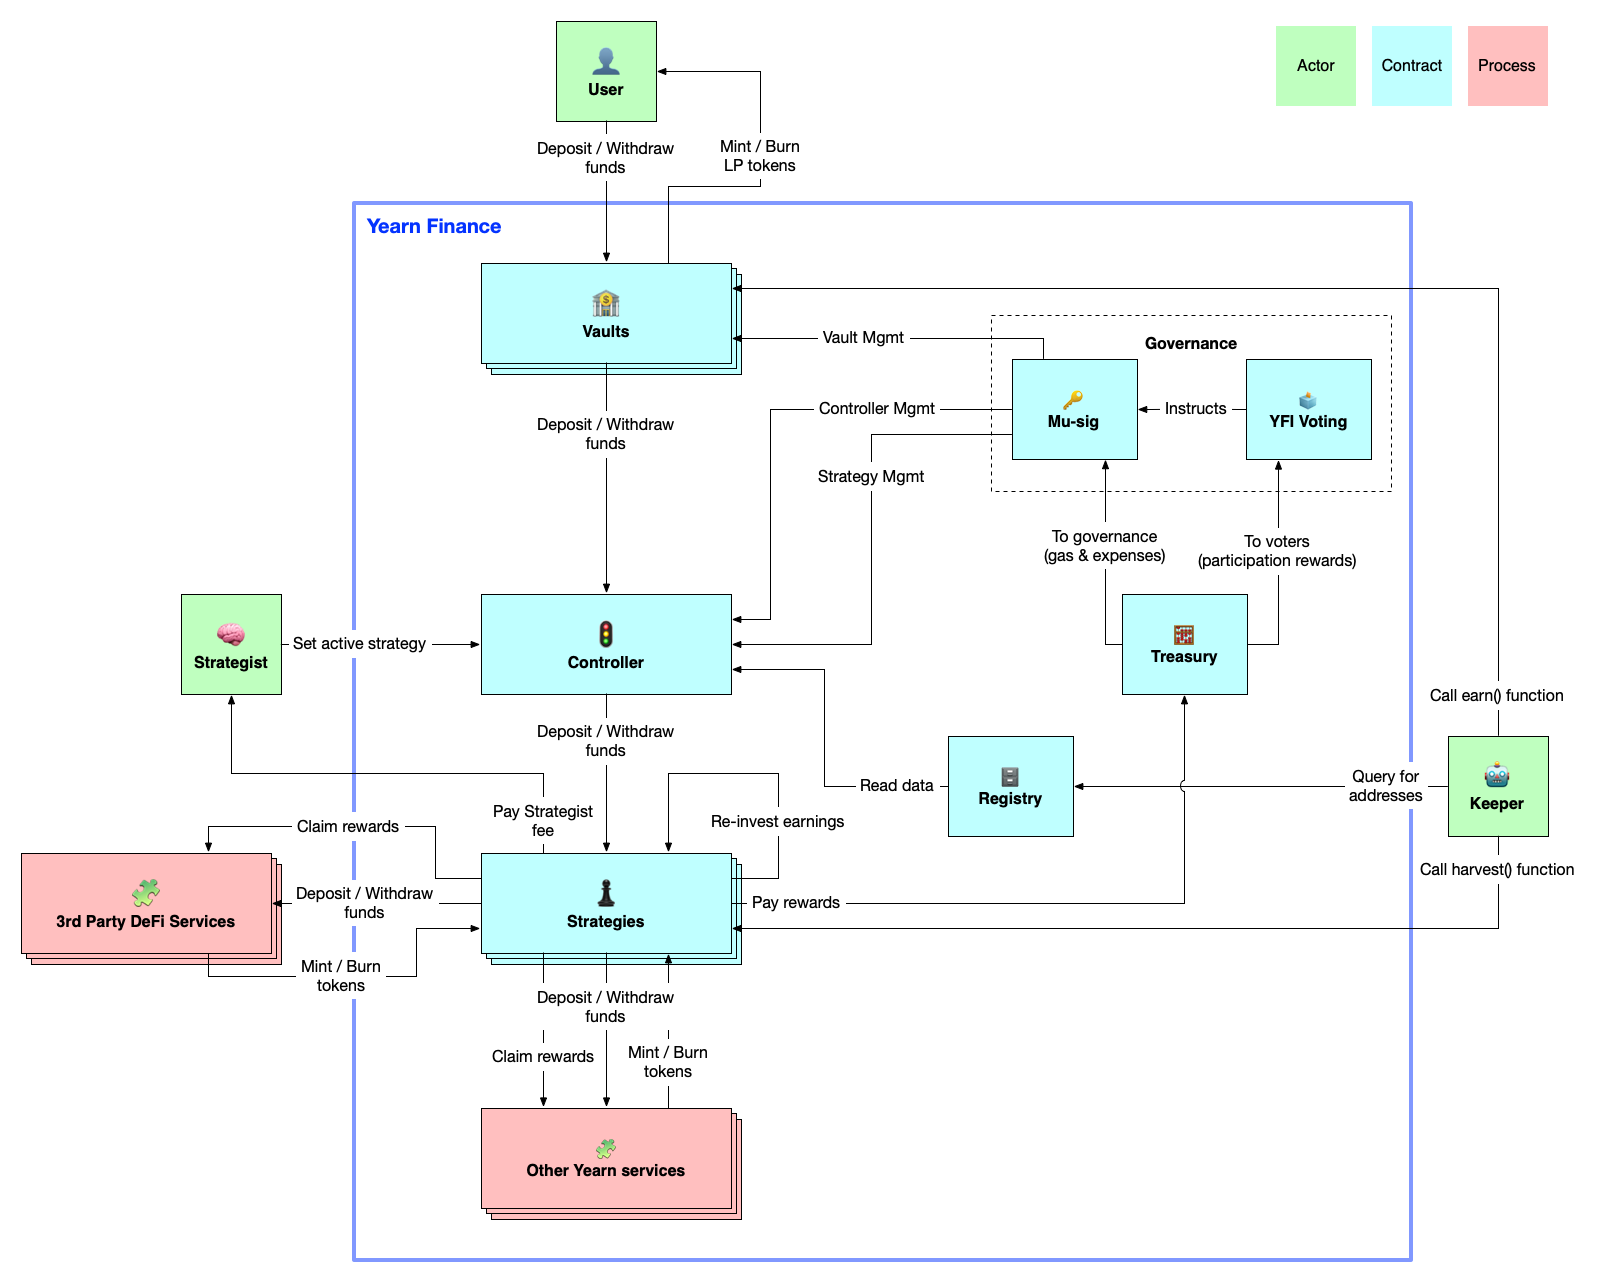 User
Actor
Contract
Process
Deposit / Withdraw
funds
Mint / Burn
LP tokens
Yearn Finance
Vaults
Vault Mgmt
Governance
Controller Mgmt
Mu-sig
Instructs
YFI Voting
Deposit / Withdraw
funds
Strategy Mgmt
To governance
(gas & expenses)
To voters
(participation rewards)
Strategist
Set active strategy
Controller
Treasury
Call earn() function
Deposit / Withdraw
funds
Read data
Registry
Query for
addresses
Keeper
Pay Strategist
fee
Re-invest earnings
Claim rewards
Call harvest() function
3rd Party DeFi Services
Deposit / Withdraw
funds
Strategies
Pay rewards
Mint / Burn
tokens
Deposit / Withdraw
funds
Claim rewards
Mint / Burn
tokens
Other Yearn services